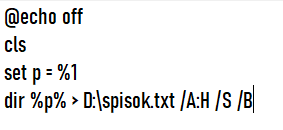 @echo off
cls
set p = %1
dir %p% > D:\spisok.txt /A:H /S /B